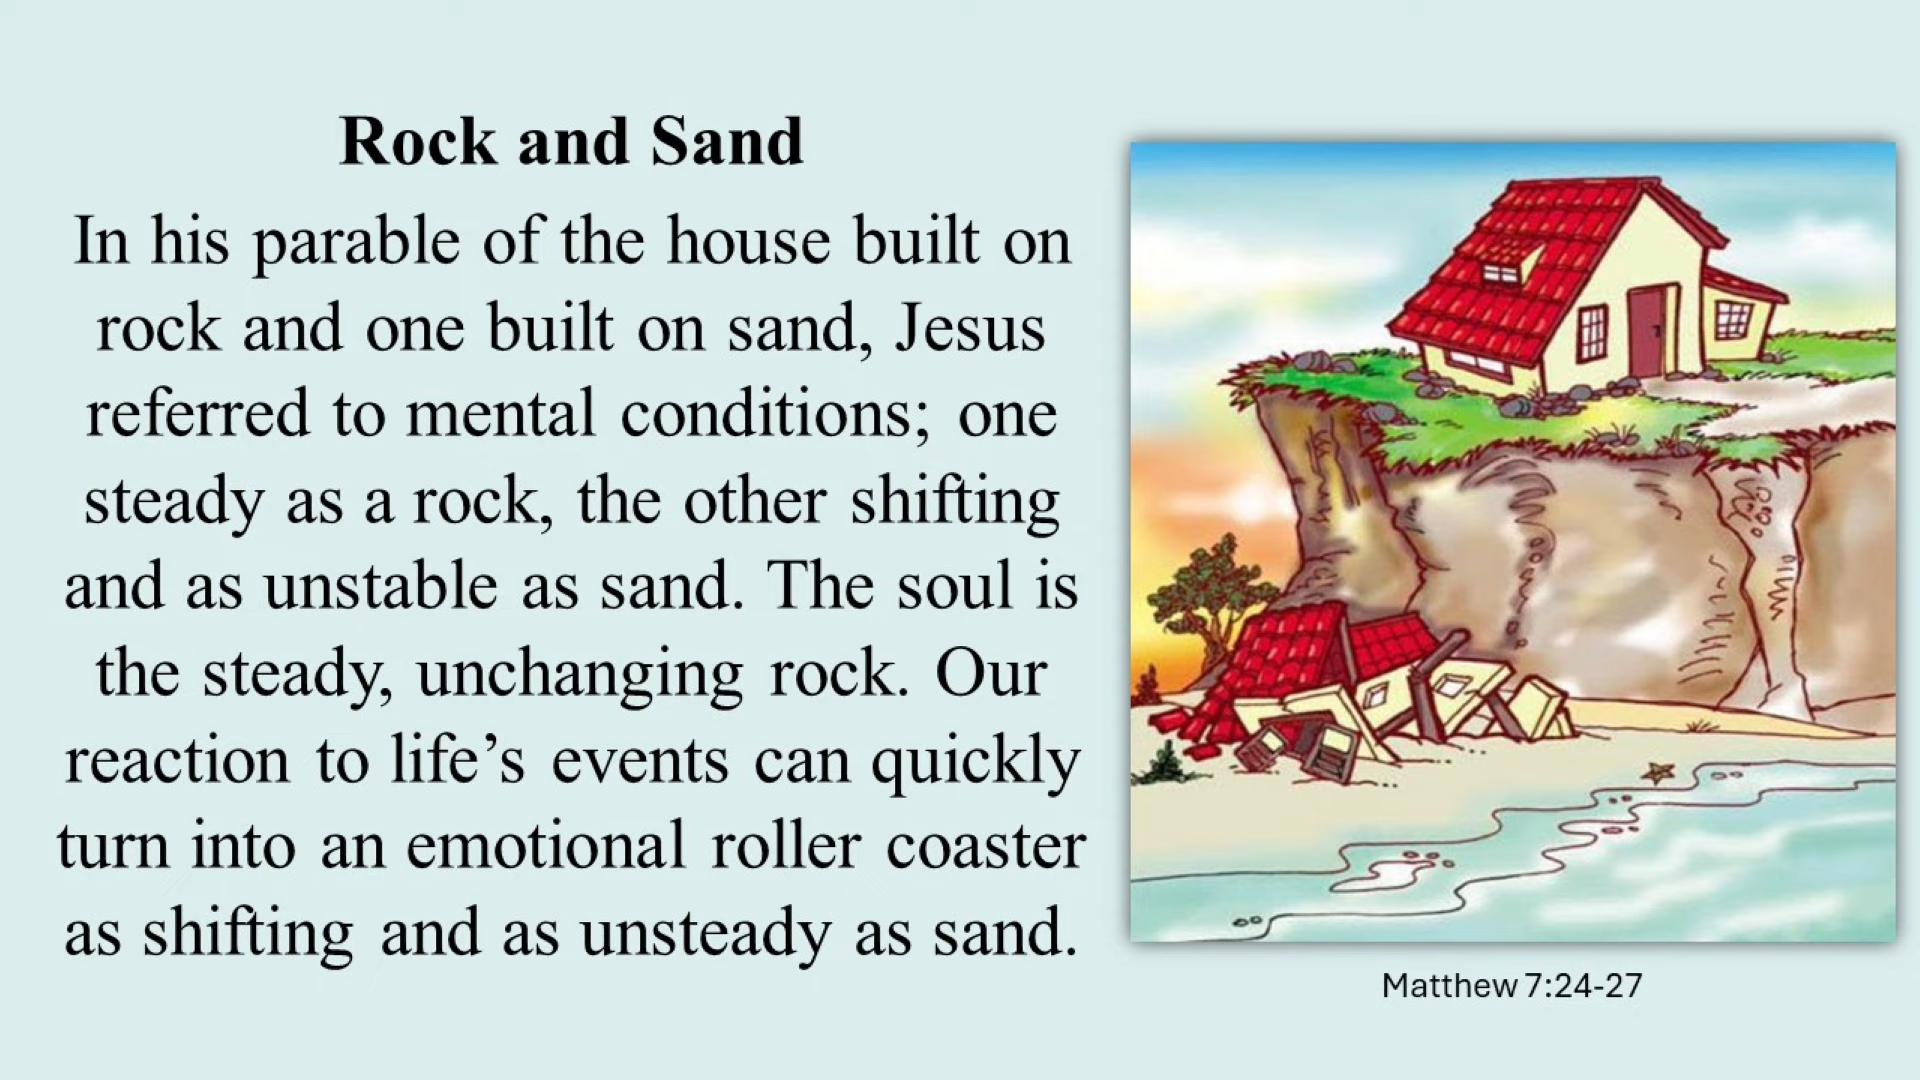 Rock and Sand
In his parable of the house built on
rock and one built on sand, Jesus
referred to mental conditions; one
steady as a rock, the other shifting
and as unstable as sand. The soul is
the steady, unchanging rock. Our
reaction to life’s events can quickly
turn into an emotional roller coaster
as shifting and as unsteady as sand.
Matthew 7:24-27